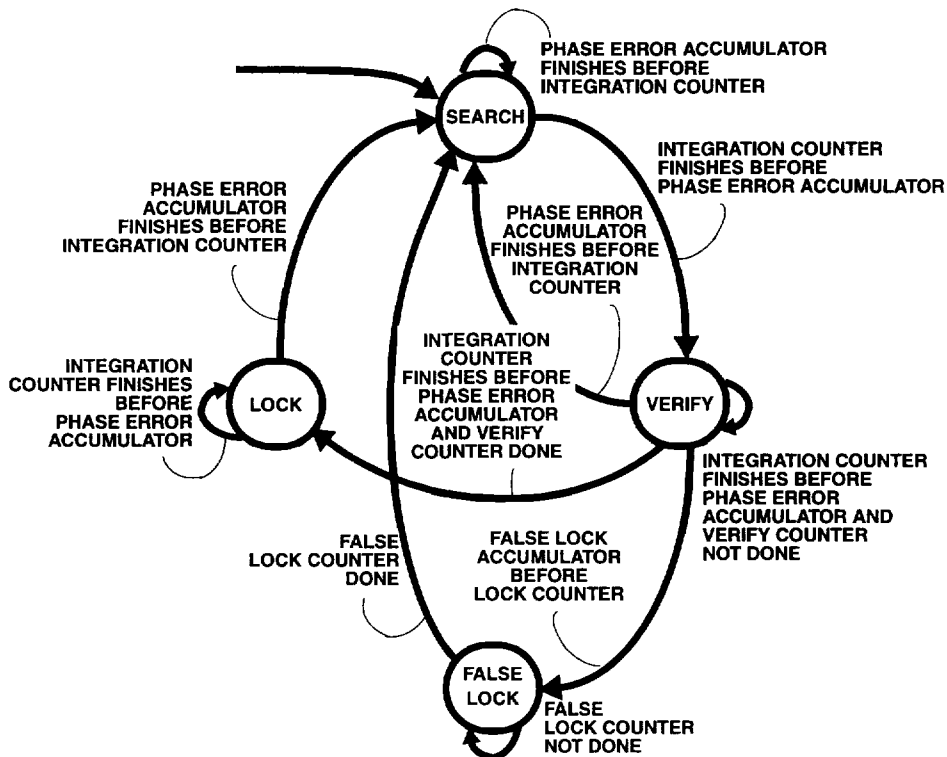 PHASE ERROR ACCUMULATOR
FINISHES BEFORE
INTEGRATION COUNTER
SEARCH
INTEGRATION COUNTER
FINISHES BEFORE
PHASE ERROR ACCUMULATOR
PHASE ERROR
ACCUMULATOR
FINISHES BEFORE
INTEGRATION COUNTER
PHASE ERROR
ACCUMULATOR
FINISHES BEFORE
INTEGRATION
COUNTER
INTEGRATION
COUNTER
FINISHES BEFORE
PHASE ERROR
ACCUMULATOR
AND VERIFY
COUNTER DONE
INTEGRATION
COUNTER FINISHES
BEFORE
PHASE ERROR
ACCUMULATOR
LOCK
VERIFY
INTEGRATION COUNTER
FINISHES BEFORE
PHASE ERROR
ACCUMULATOR AND
VERIFY COUNTER
NOT DONE
FALSE
LOCK COUNTER
DONE
FALSE LOCK
ACCUMULATOR
BEFORE
LOCK COUNTER
FALSE
LOCK
FALSE
LOCK COUNTER
NOT DONE